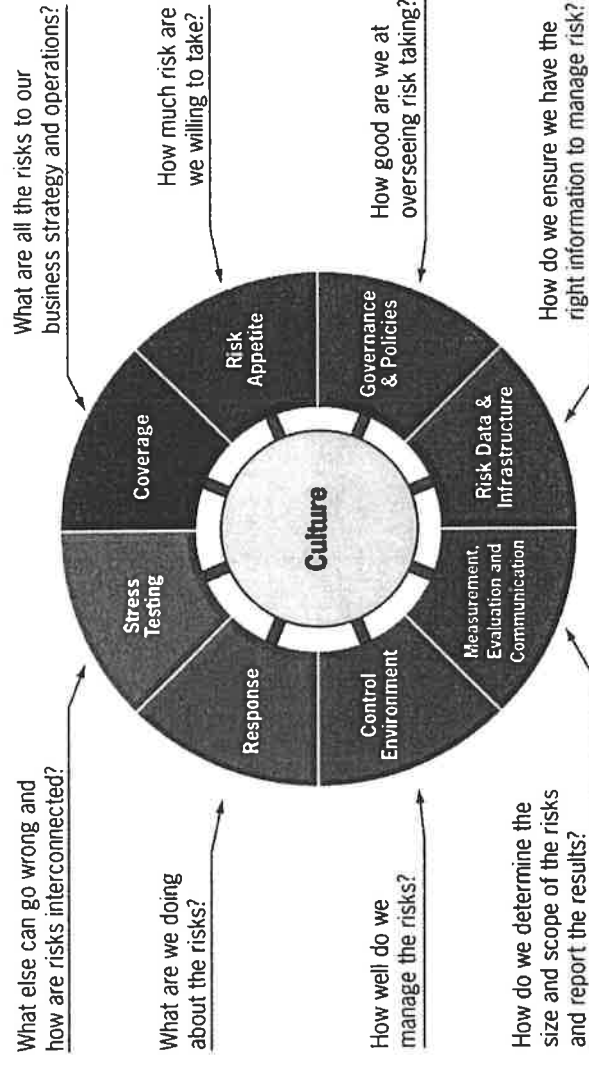 What are all the risks to our
business strategy and operations?
How much risk are
we willing to take?
How good are we at
overseeing risk taking?
How do we ensure we have the
right information to manage risk?
How do we determine the
size and scope of the risks
and report the results?
How well do we
manage the risks?
What are we doing
about the risks?
What else can go wrong and
how are risks interconnected?
Coverage
Risk
Appetite
Governance
& Policies
Risk Data &
Infrastructure
Measurement,
Evaluation and
Communication
Control
Environment
Response
Stress
Testing
Culture